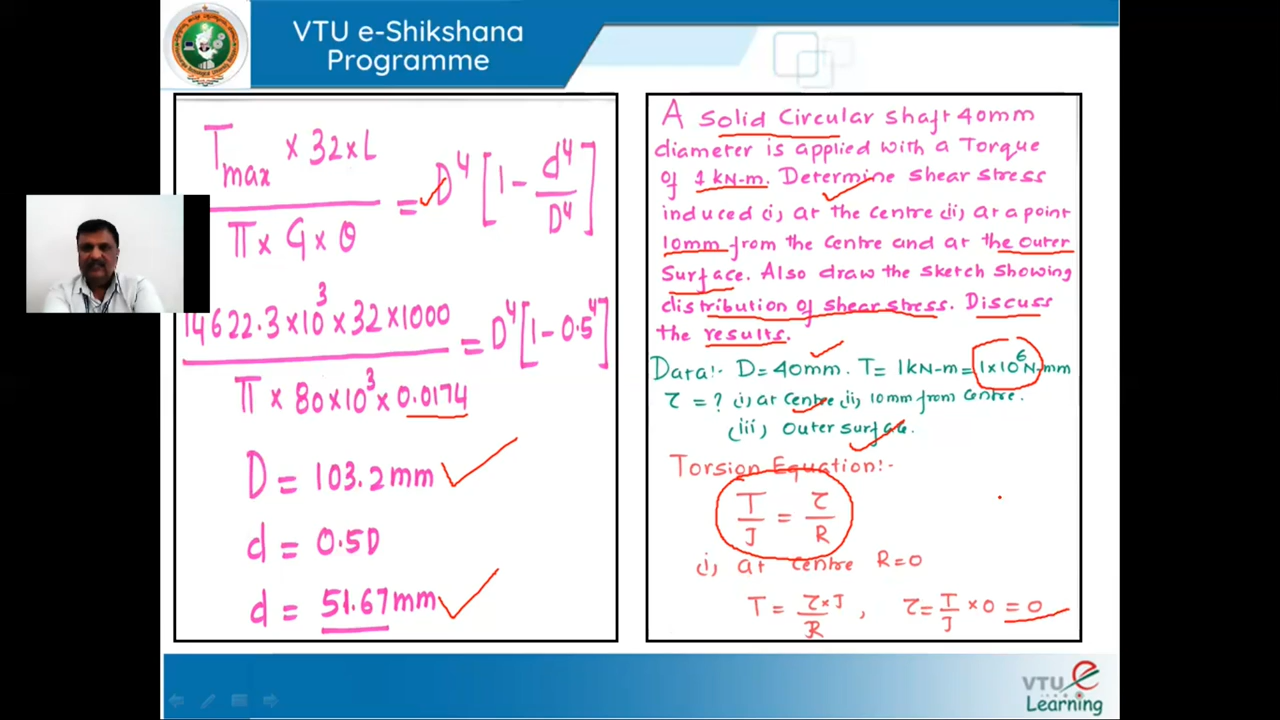 VTU e-Shikshana
Programme
T max × 32 × L
π × G × θ
= D⁴ [1 - d⁴/D⁴]
14622.3 × 10³ × 32 × 1000
π × 80 × 10³ × 0.0174
= D⁴ [1 - 0.5⁴]
D = 103.2 mm
d = 0.5D
d = 51.67 mm
A Solid Circular shaft 40mm
diameter is applied with a Torque
of 1 kN-m. Determine shear stress
induced (i) at the centre (ii) at a point
10mm from the centre and at the outer
Surface. Also draw the sketch showing
distribution of shear stress. Discuss
the results.
Data:- D = 40mm. T = 1kN-m = 1×10⁶ N-mm
τ = ? (i) at centre (ii) 10mm from centre.
(iii) Outer surface.
Torsion Equation:-
T/J = τ/R
(i) at centre R = 0
T = τ×J/R , τ = T/J × 0 = 0
VTU e
Learning